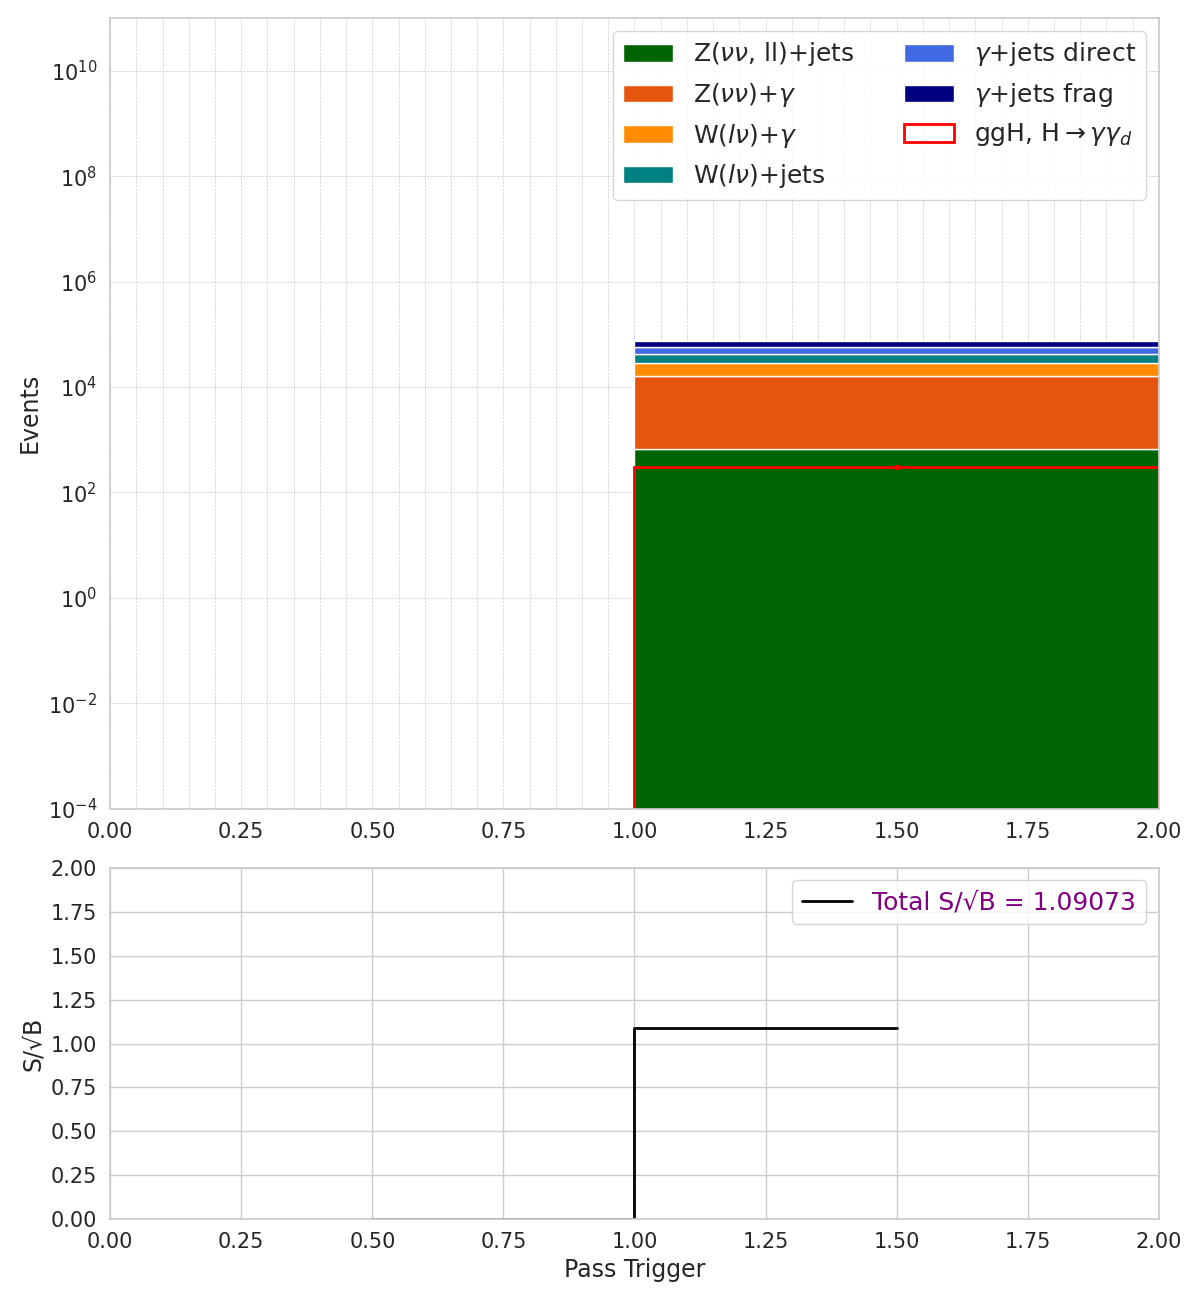 Z(νν, ll)+jets
Z(νν)+γ
W(lν)+γ
W(lν)+jets
γ+jets direct
γ+jets frag
ggH, H→γγ_d
10^10
10^8
10^6
10^4
10^2
10^0
10^−2
10^−4
Events
0.00 0.25 0.50 0.75 1.00 1.25 1.50 1.75 2.00
Total S/√B = 1.09073
2.00
1.75
1.50
1.25
1.00
0.75
0.50
0.25
0.00
S/√B
0.00 0.25 0.50 0.75 1.00 1.25 1.50 1.75 2.00
Pass Trigger